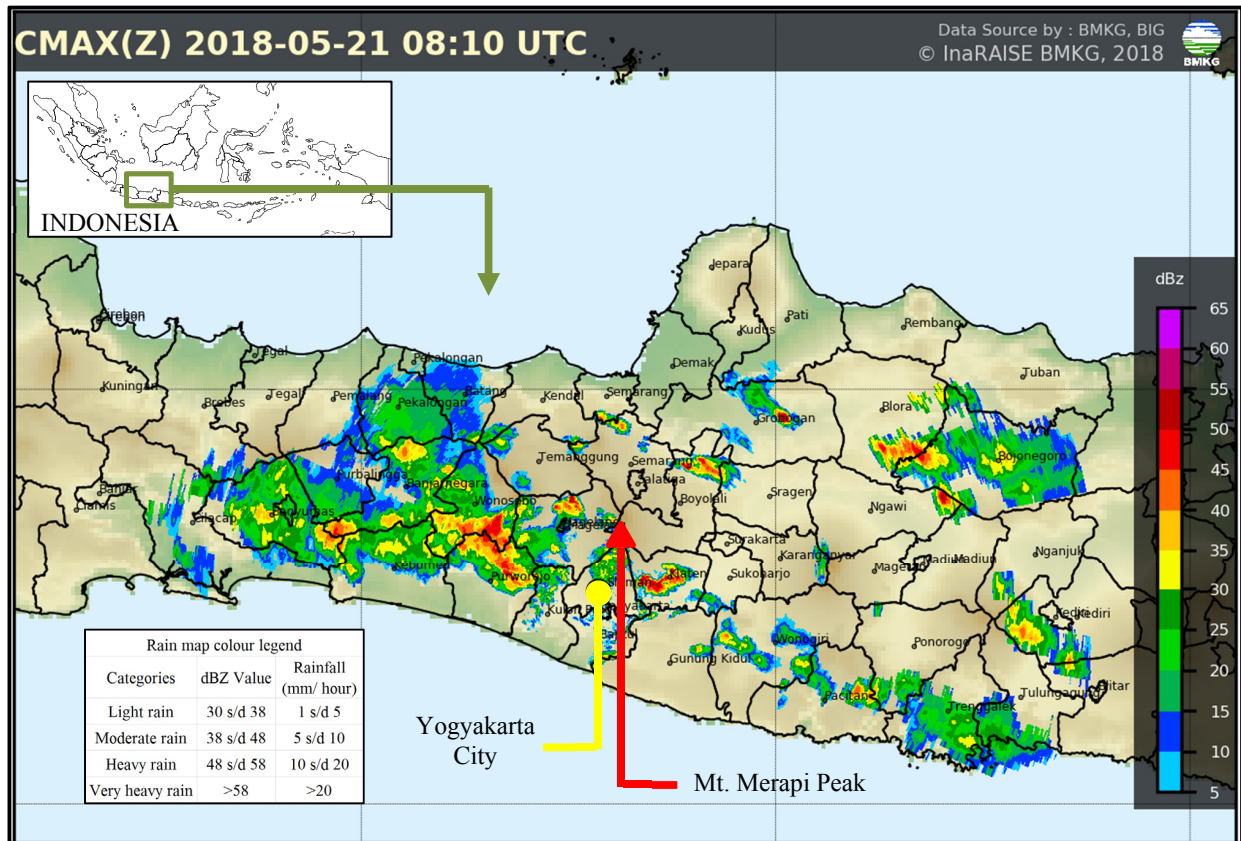 CMAX(Z) 2018-05-21 08:10 UTC
Data Source by : BMKG, BIG
© InaRAISE BMKG, 2018
BMKG
INDONESIA
Jepara
Cirebon
Kudus
Pati
Rembang
Tegal
Pekalongan
Demak
Tuban
Kuningan
Brebes
Tegal
Pemalang
Pekalongan
Batang
Kendal
Semarang
Blora
Grobogan
Temanggung
Semarang
Bojonegoro
Purbalingga
Banjarnegara
Salatiga
Banjar
Ciamis
Cilacap
Banyumas
Wonosobo
Boyolali
Sragen
Ngawi
Magelang
Surakarta
Karanganyar
Madiun
Madiun
Nganjuk
Kebumen
Purworejo
Sleman
Klaten
Sukoharjo
Magetan
Kulon
Yogyakarta
Kediri
Kediri
Bantul
Wonogiri
Ponorogo
Gunung Kidul
Pacitan
Trenggalek
Tulungagung
Blitar
dBz
65
60
55
50
45
40
35
30
25
20
15
10
5
Rain map colour legend
Categories dBZ Value Rainfall (mm/ hour)
Light rain 30 s/d 38 1 s/d 5
Moderate rain 38 s/d 48 5 s/d 10
Heavy rain 48 s/d 58 10 s/d 20
Very heavy rain >58 >20
Yogyakarta
City
Mt. Merapi Peak